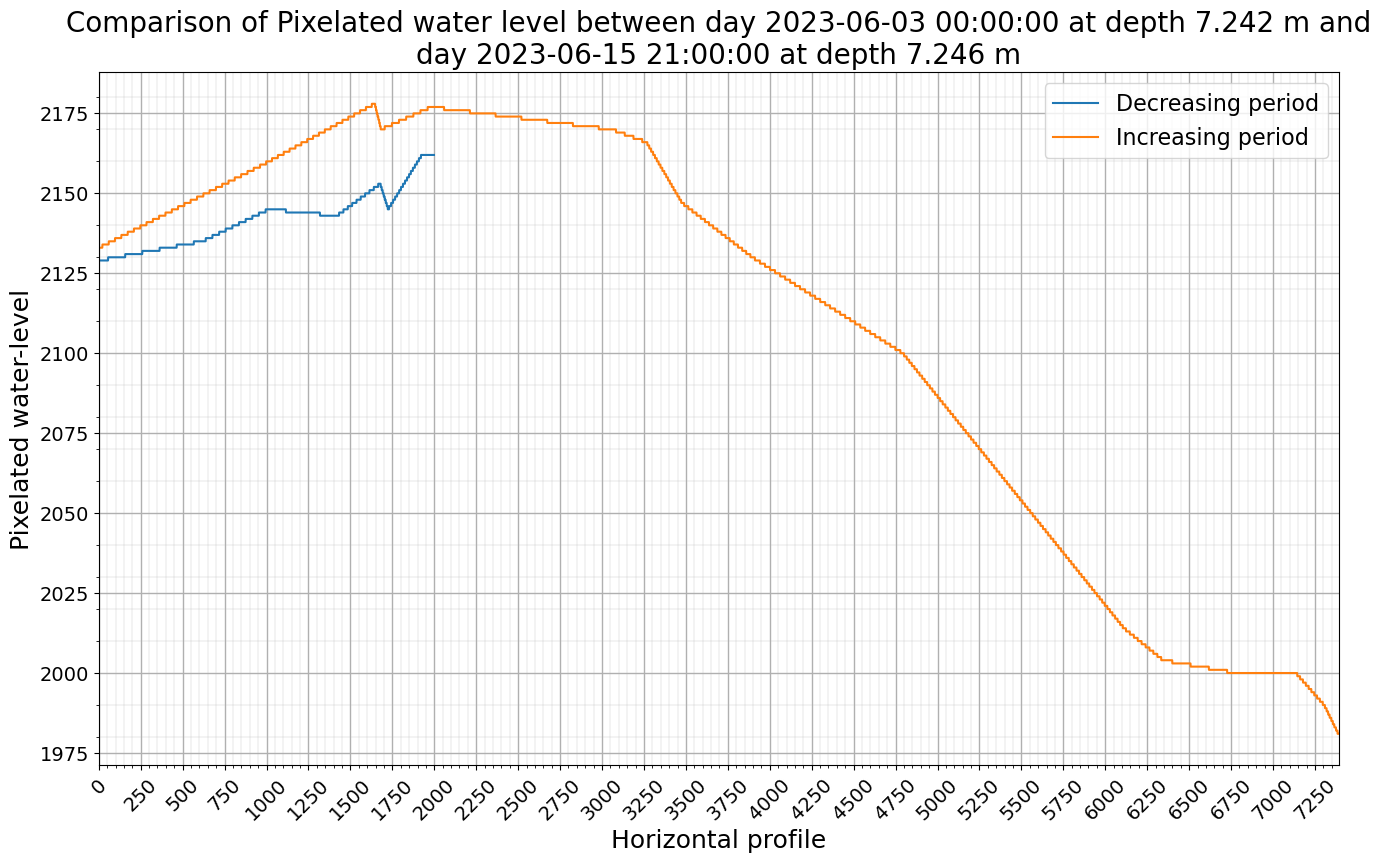 Comparison of Pixelated water level between day 2023-06-03 00:00:00 at depth 7.242 m and
day 2023-06-15 21:00:00 at depth 7.246 m
Decreasing period
Increasing period
Pixelated water-level
2175
2150
2125
2100
2075
2050
2025
2000
1975
0 250 500 750 1000 1250 1500 1750 2000 2250 2500 2750 3000 3250 3500 3750 4000 4250 4500 4750 5000 5250 5500 5750 6000 6250 6500 6750 7000 7250
Horizontal profile